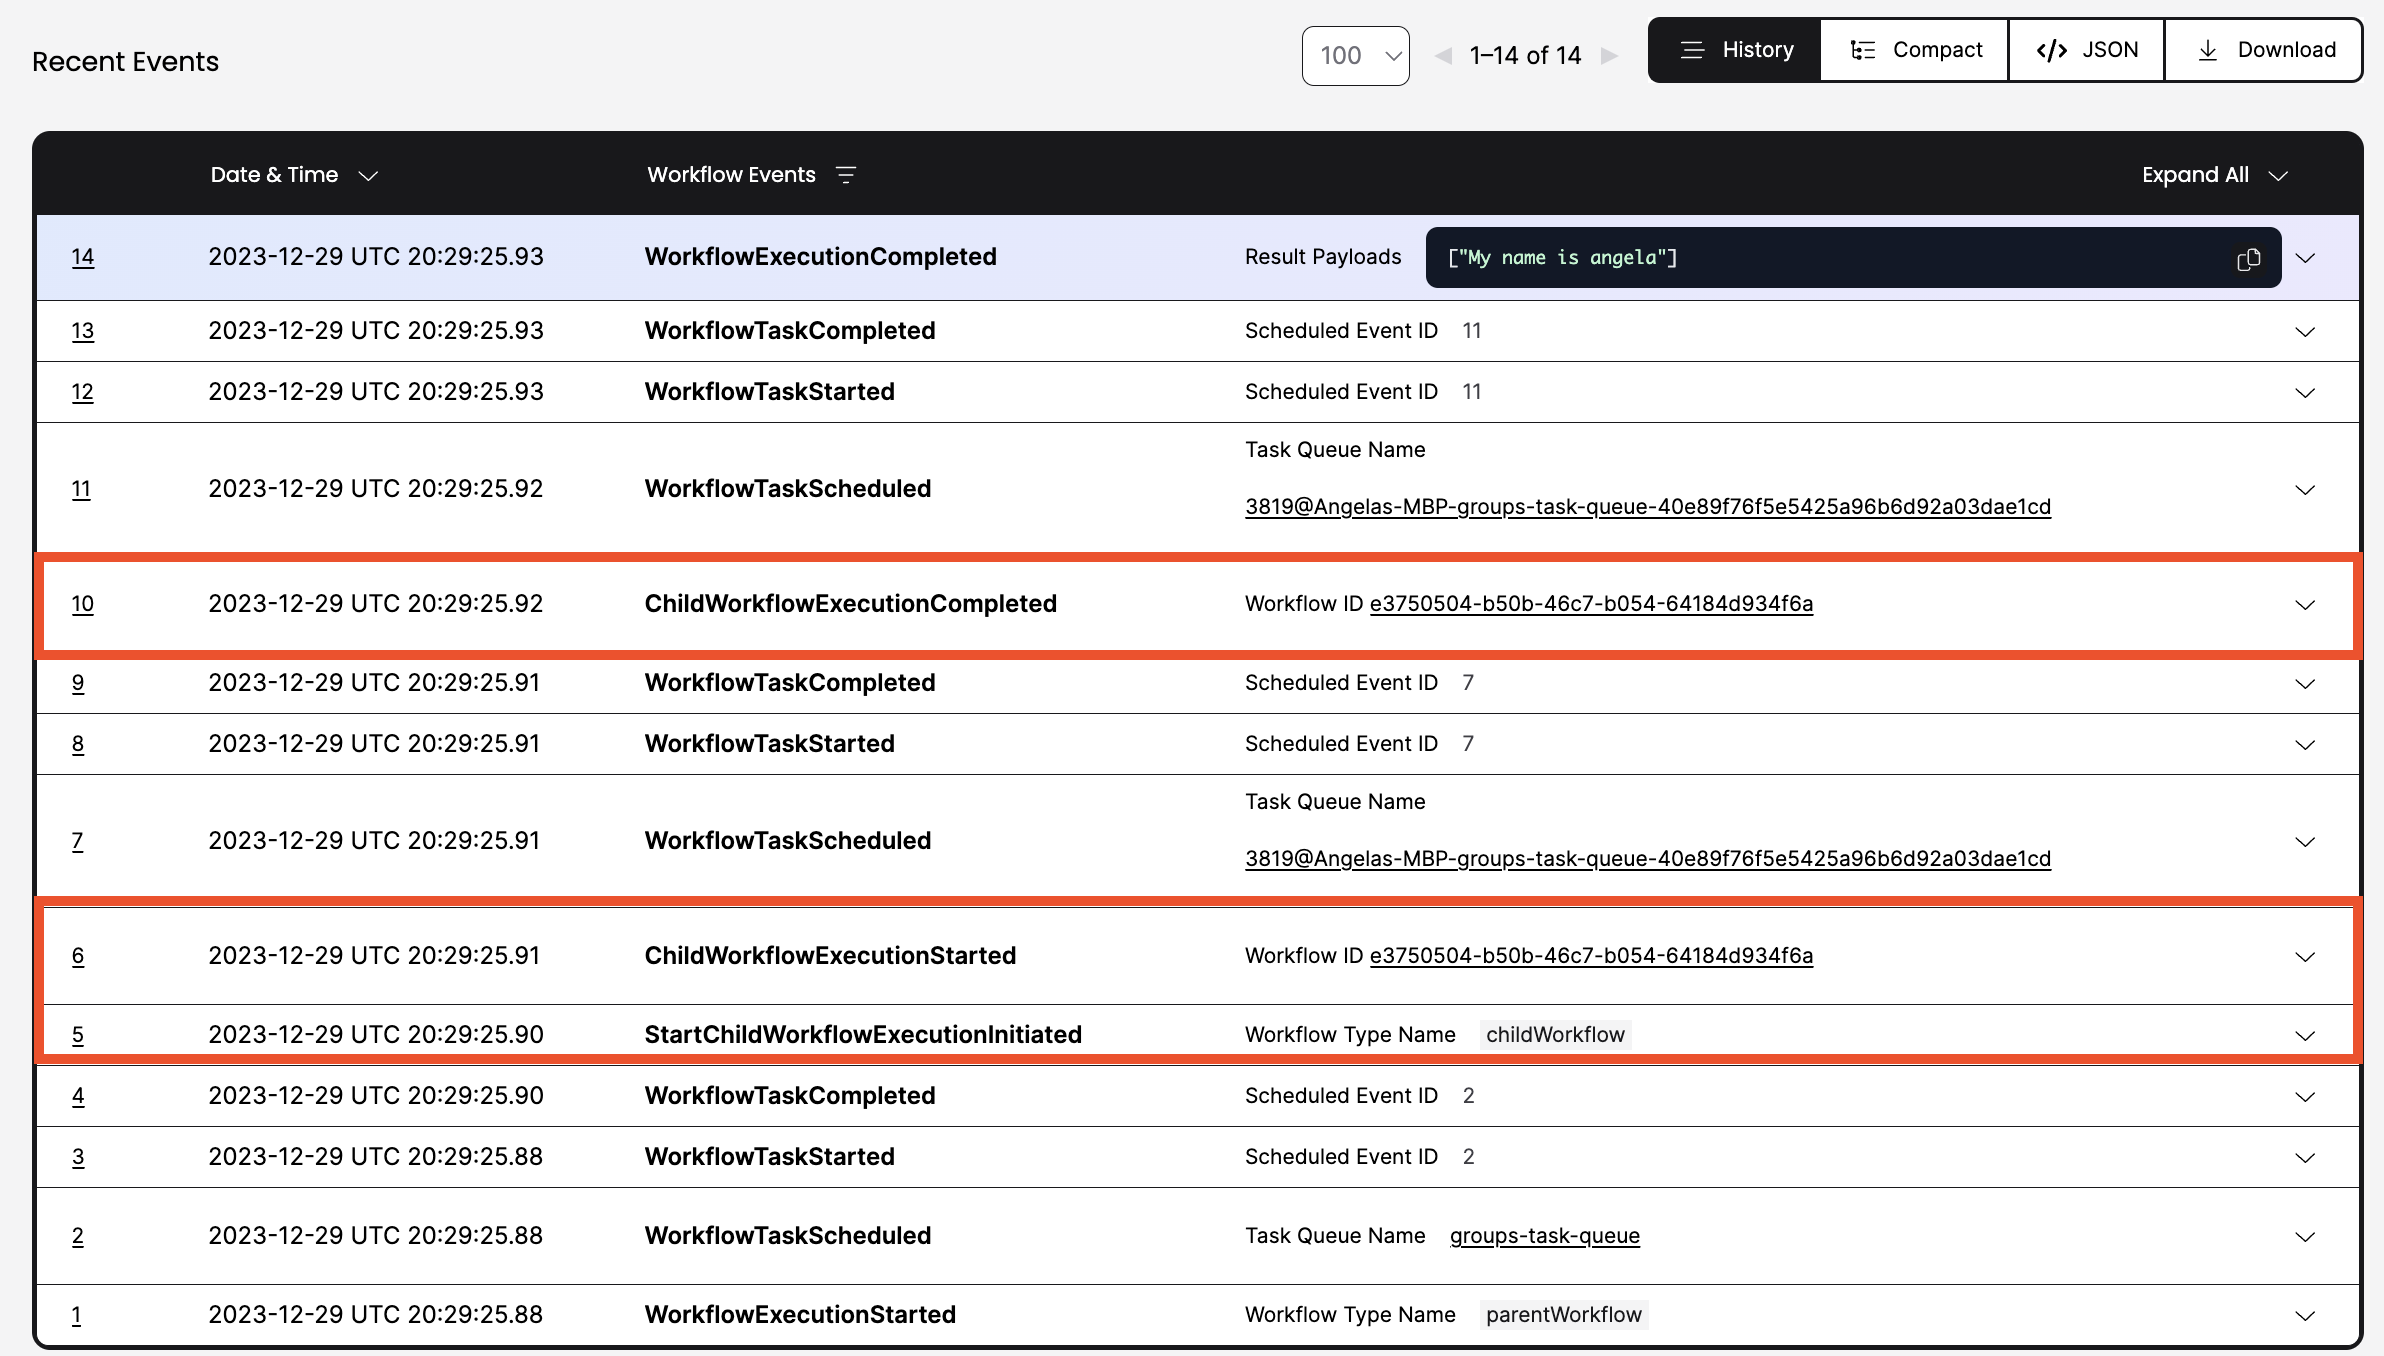 Recent Events
100 1–14 of 14 History Compact JSON Download
Date & Time Workflow Events Expand All
14 2023-12-29 UTC 20:29:25.93 WorkflowExecutionCompleted Result Payloads ["My name is angela"]
13 2023-12-29 UTC 20:29:25.93 WorkflowTaskCompleted Scheduled Event ID 11
12 2023-12-29 UTC 20:29:25.93 WorkflowTaskStarted Scheduled Event ID 11
Task Queue Name
11 2023-12-29 UTC 20:29:25.92 WorkflowTaskScheduled
3819@Angelas-MBP-groups-task-queue-40e89f76f5e5425a96b6d92a03dae1cd
10 2023-12-29 UTC 20:29:25.92 ChildWorkflowExecutionCompleted Workflow ID e3750504-b50b-46c7-b054-64184d934f6a
9 2023-12-29 UTC 20:29:25.91 WorkflowTaskCompleted Scheduled Event ID 7
8 2023-12-29 UTC 20:29:25.91 WorkflowTaskStarted Scheduled Event ID 7
Task Queue Name
7 2023-12-29 UTC 20:29:25.91 WorkflowTaskScheduled
3819@Angelas-MBP-groups-task-queue-40e89f76f5e5425a96b6d92a03dae1cd
6 2023-12-29 UTC 20:29:25.91 ChildWorkflowExecutionStarted Workflow ID e3750504-b50b-46c7-b054-64184d934f6a
5 2023-12-29 UTC 20:29:25.90 StartChildWorkflowExecutionInitiated Workflow Type Name childWorkflow
4 2023-12-29 UTC 20:29:25.90 WorkflowTaskCompleted Scheduled Event ID 2
3 2023-12-29 UTC 20:29:25.88 WorkflowTaskStarted Scheduled Event ID 2
2 2023-12-29 UTC 20:29:25.88 WorkflowTaskScheduled Task Queue Name groups-task-queue
1 2023-12-29 UTC 20:29:25.88 WorkflowExecutionStarted Workflow Type Name parentWorkflow